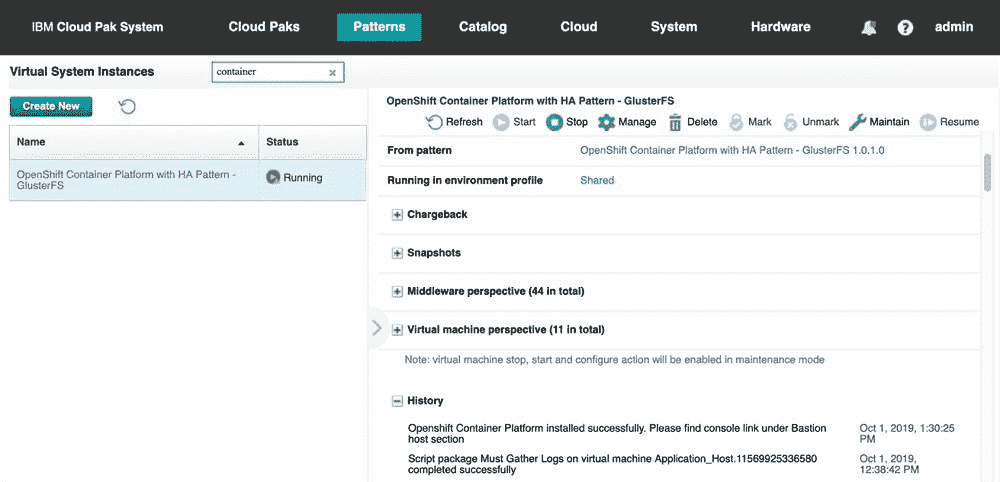 IBM Cloud Pak System Cloud Paks Patterns Catalog Cloud System Hardware admin
Virtual System Instances container
Create New
Name Status
OpenShift Container Platform with HA Pattern -
GlusterFS
Running
OpenShift Container Platform with HA Pattern - GlusterFS
Refresh Start Stop Manage Delete Mark Unmark Maintain Resume
From pattern OpenShift Container Platform with HA Pattern - GlusterFS 1.0.1.0
Running in environment profile Shared
Chargeback
Snapshots
Middleware perspective (44 in total)
Virtual machine perspective (11 in total)
Note: virtual machine stop, start and configure action will be enabled in maintenance mode
History
Openshift Container Platform installed successfully. Please find console link under Bastion
host section
Oct 1, 2019, 1:30:25
PM
Script package Must Gather Logs on virtual machine Application_Host.11569925336580
completed successfully
Oct 1, 2019,
12:38:42 PM